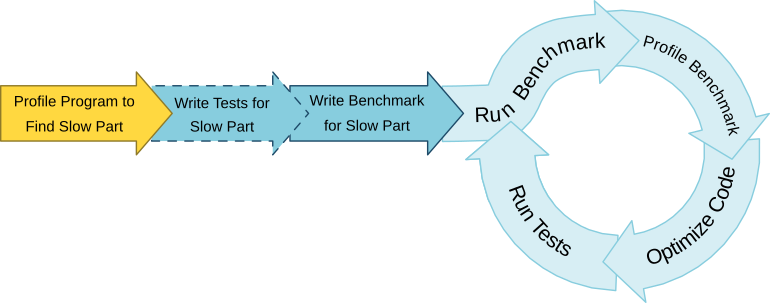 Profile Program to
Find Slow Part
Write Tests for
Slow Part
Write Benchmark
for Slow Part
Run Benchmark
Profile Benchmark
Optimize Code
Run Tests